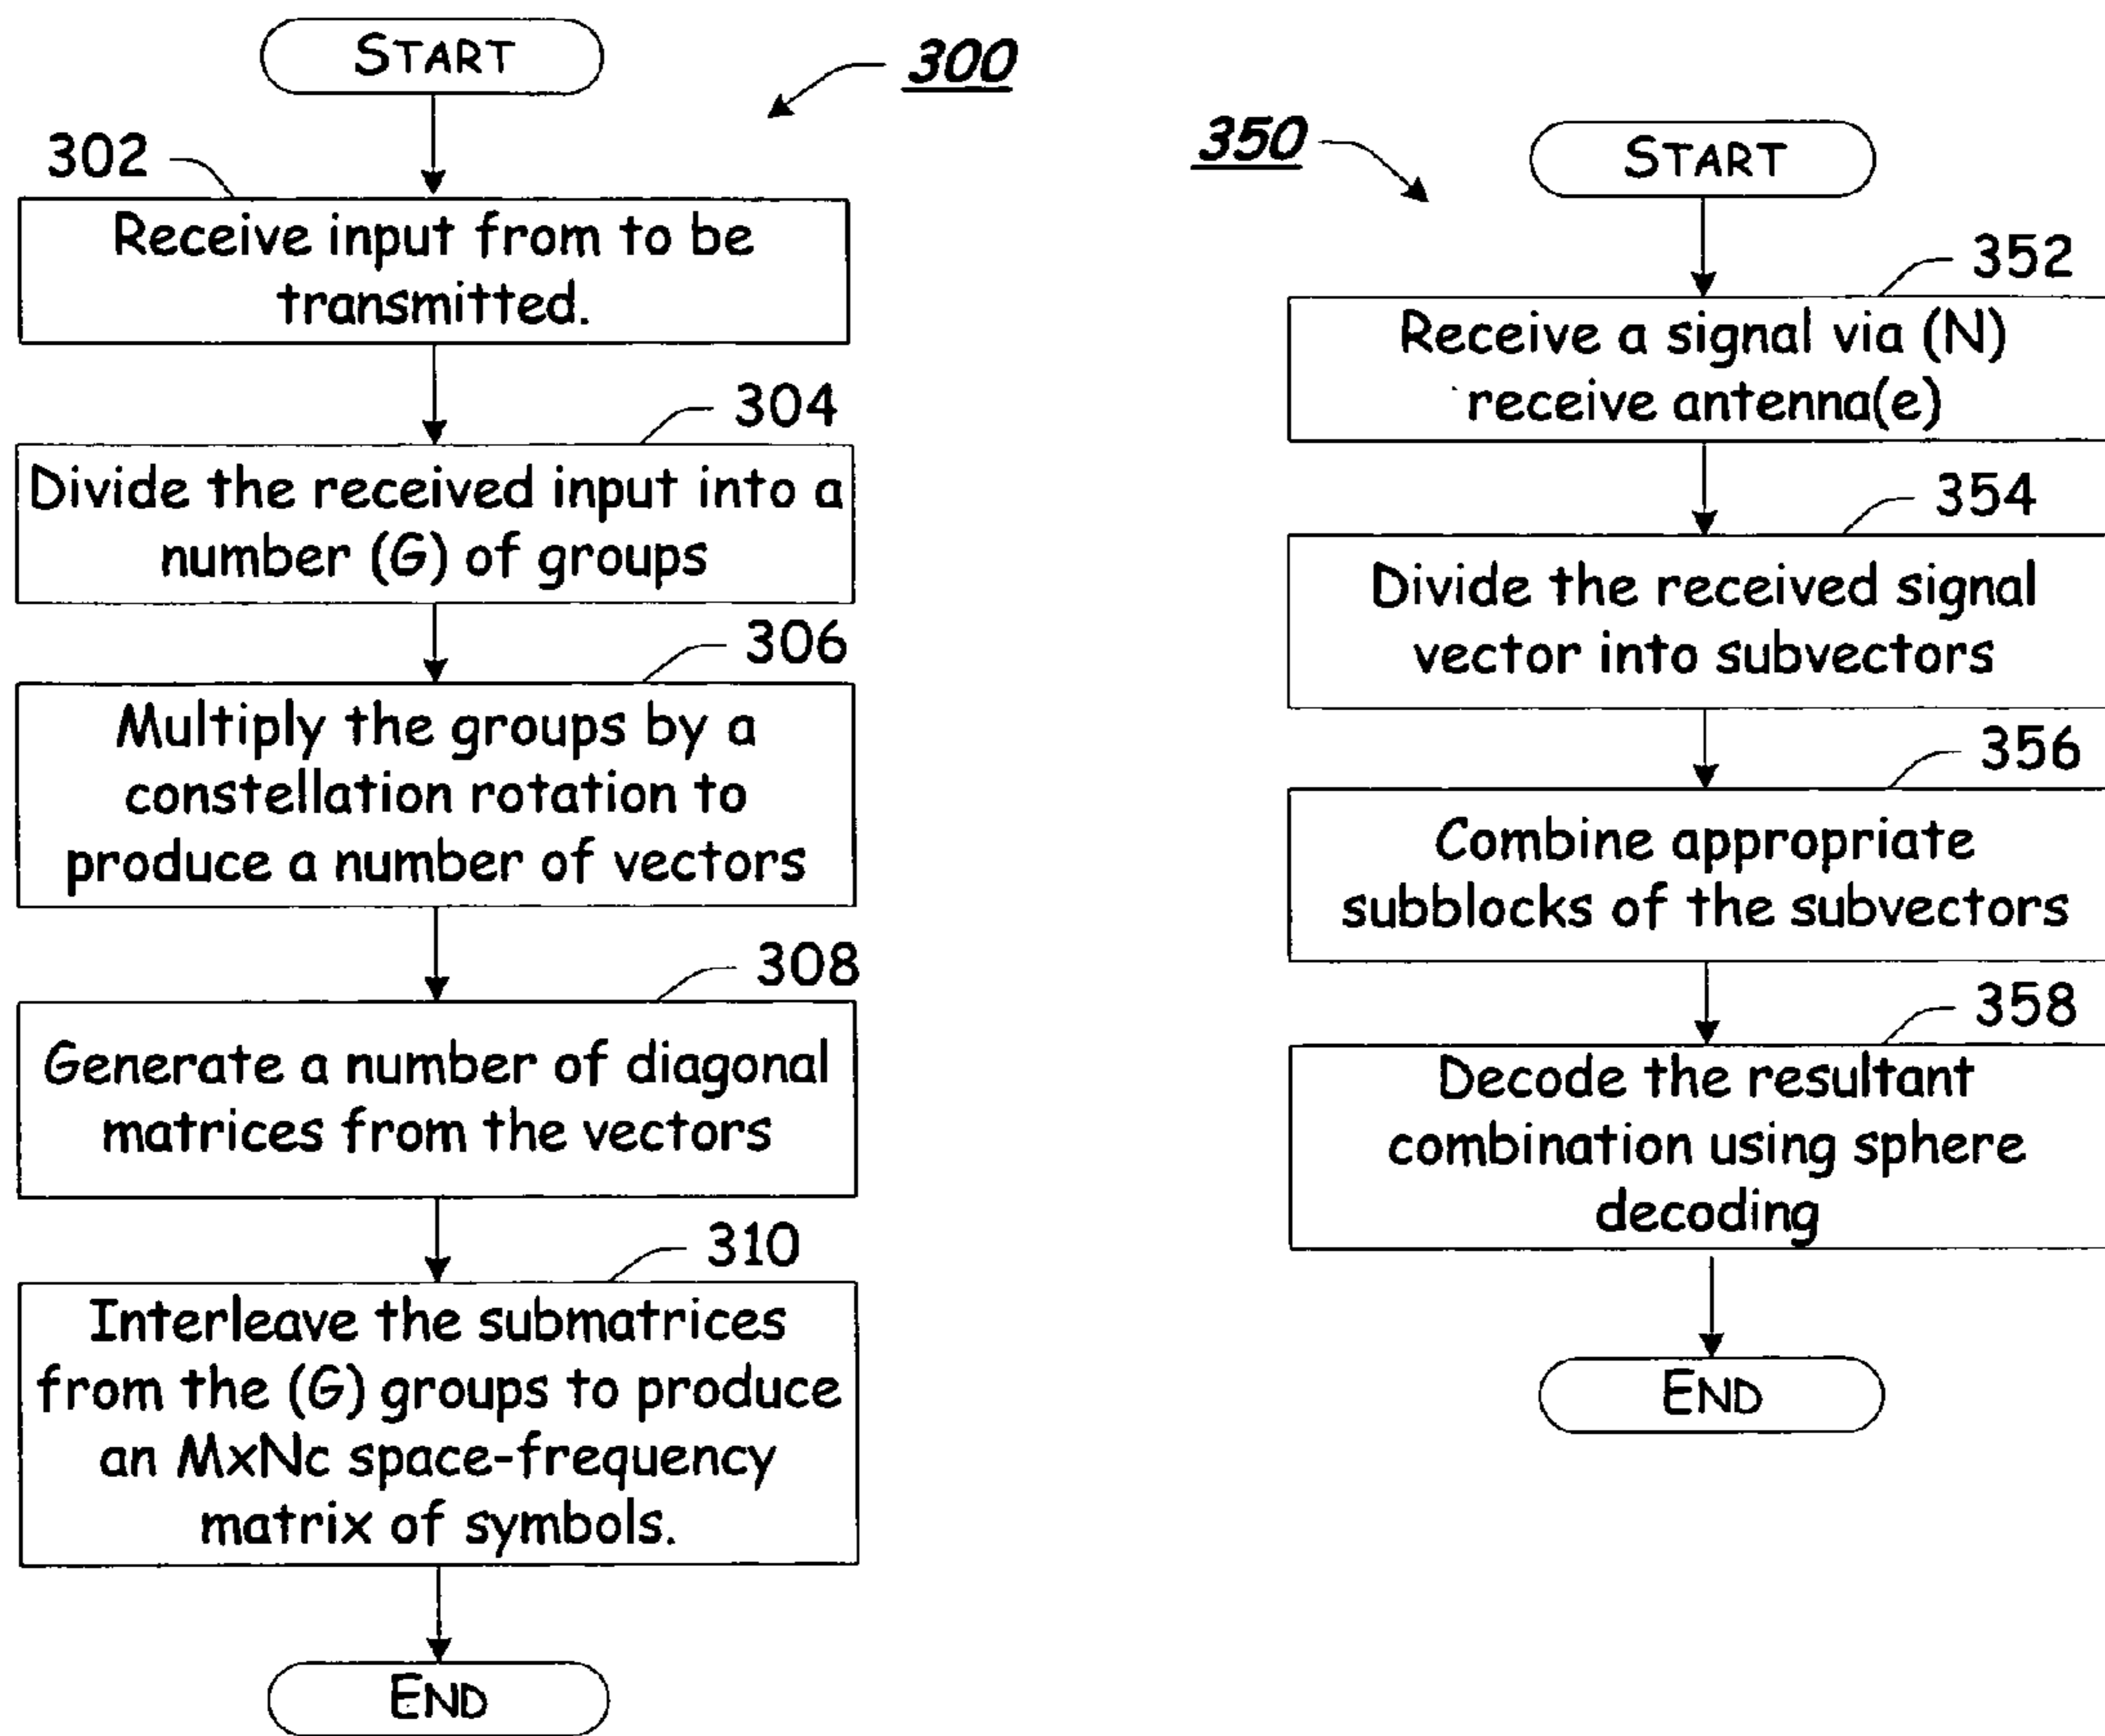 START
300
302
Receive input from to be
transmitted.
304
Divide the received input into a
number (G) of groups
306
Multiply the groups by a
constellation rotation to
produce a number of vectors
308
Generate a number of diagonal
matrices from the vectors
310
Interleave the submatrices
from the (G) groups to produce
an MxNc space-frequency
matrix of symbols.
END
350
START
352
Receive a signal via (N)
receive antenna(e)
354
Divide the received signal
vector into subvectors
356
Combine appropriate
subblocks of the subvectors
358
Decode the resultant
combination using sphere
decoding
END